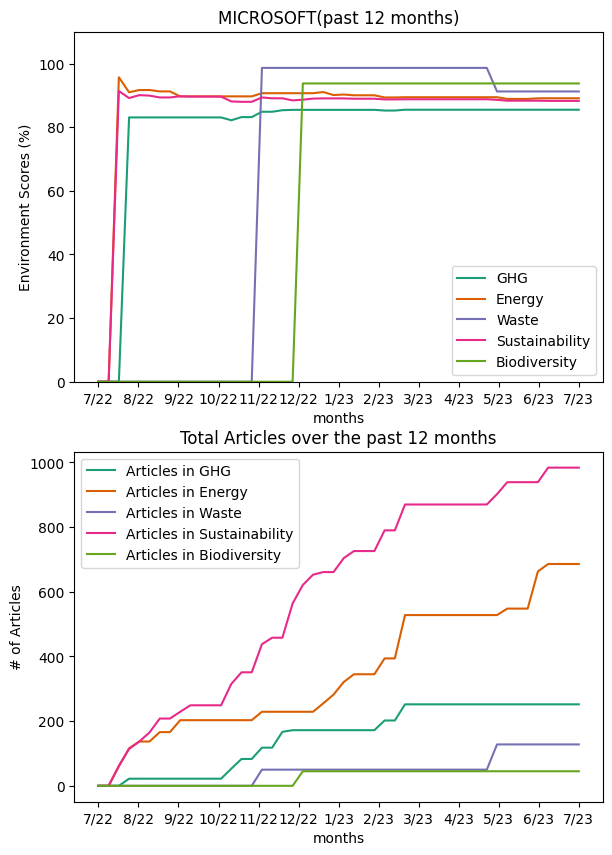 MICROSOFT(past 12 months)
100
80
60
40
20
0
Environment Scores (%)
GHG
Energy
Waste
Sustainability
Biodiversity
7/22 8/22 9/22 10/22 11/22 12/22 1/23 2/23 3/23 4/23 5/23 6/23 7/23
months
Total Articles over the past 12 months
1000
800
600
400
200
0
# of Articles
Articles in GHG
Articles in Energy
Articles in Waste
Articles in Sustainability
Articles in Biodiversity
7/22 8/22 9/22 10/22 11/22 12/22 1/23 2/23 3/23 4/23 5/23 6/23 7/23
months